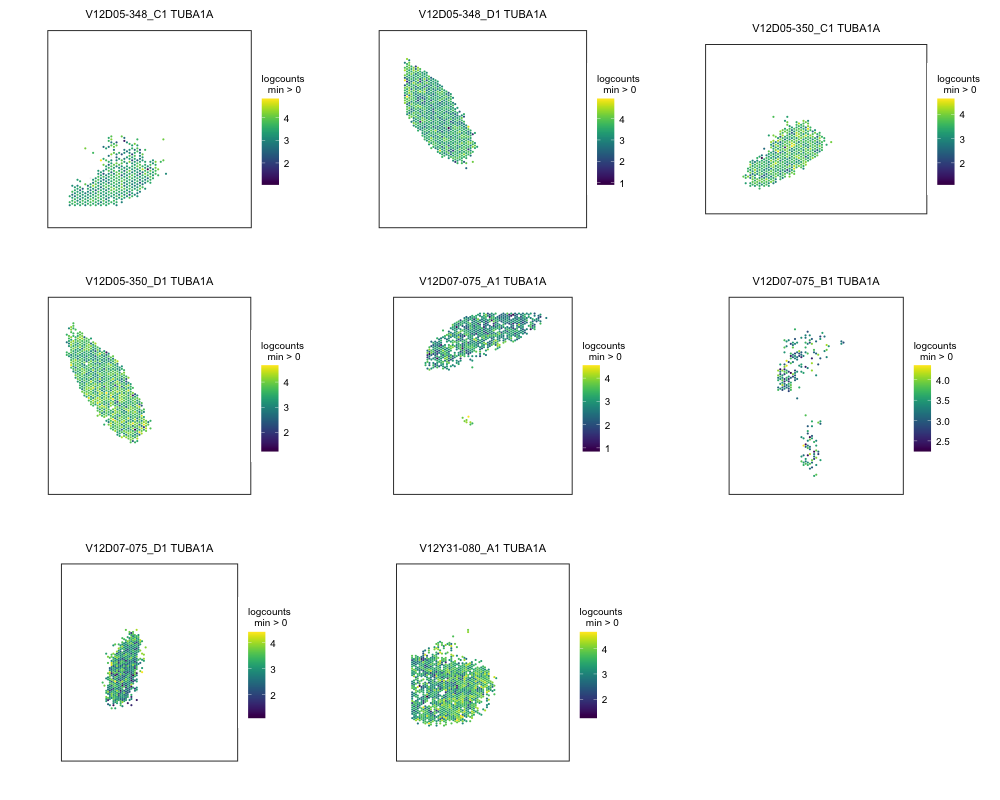 V12D05-348_C1 TUBA1A
logcounts
min > 0
4
3
2
V12D05-348_D1 TUBA1A
logcounts
min > 0
4
3
2
1
V12D05-350_C1 TUBA1A
logcounts
min > 0
4
3
2
V12D05-350_D1 TUBA1A
logcounts
min > 0
4
3
2
V12D07-075_A1 TUBA1A
logcounts
min > 0
4
3
2
1
V12D07-075_B1 TUBA1A
logcounts
min > 0
4.0
3.5
3.0
2.5
V12D07-075_D1 TUBA1A
logcounts
min > 0
4
3
2
V12Y31-080_A1 TUBA1A
logcounts
min > 0
4
3
2